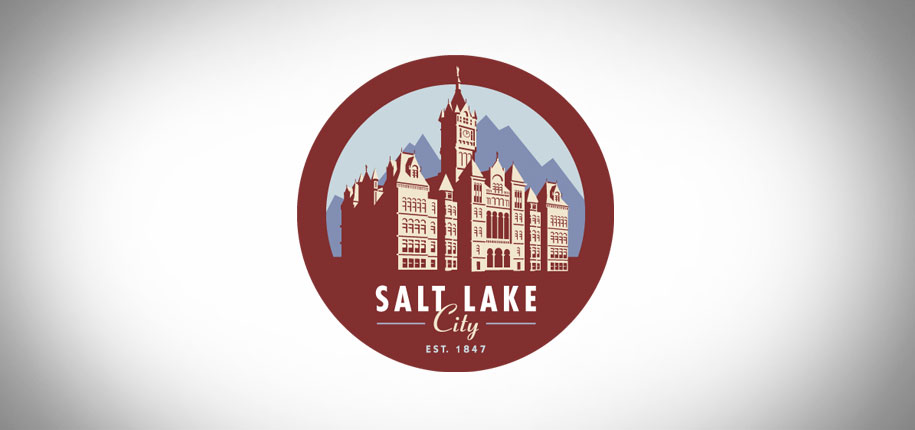 SALT LAKE
City
EST. 1847